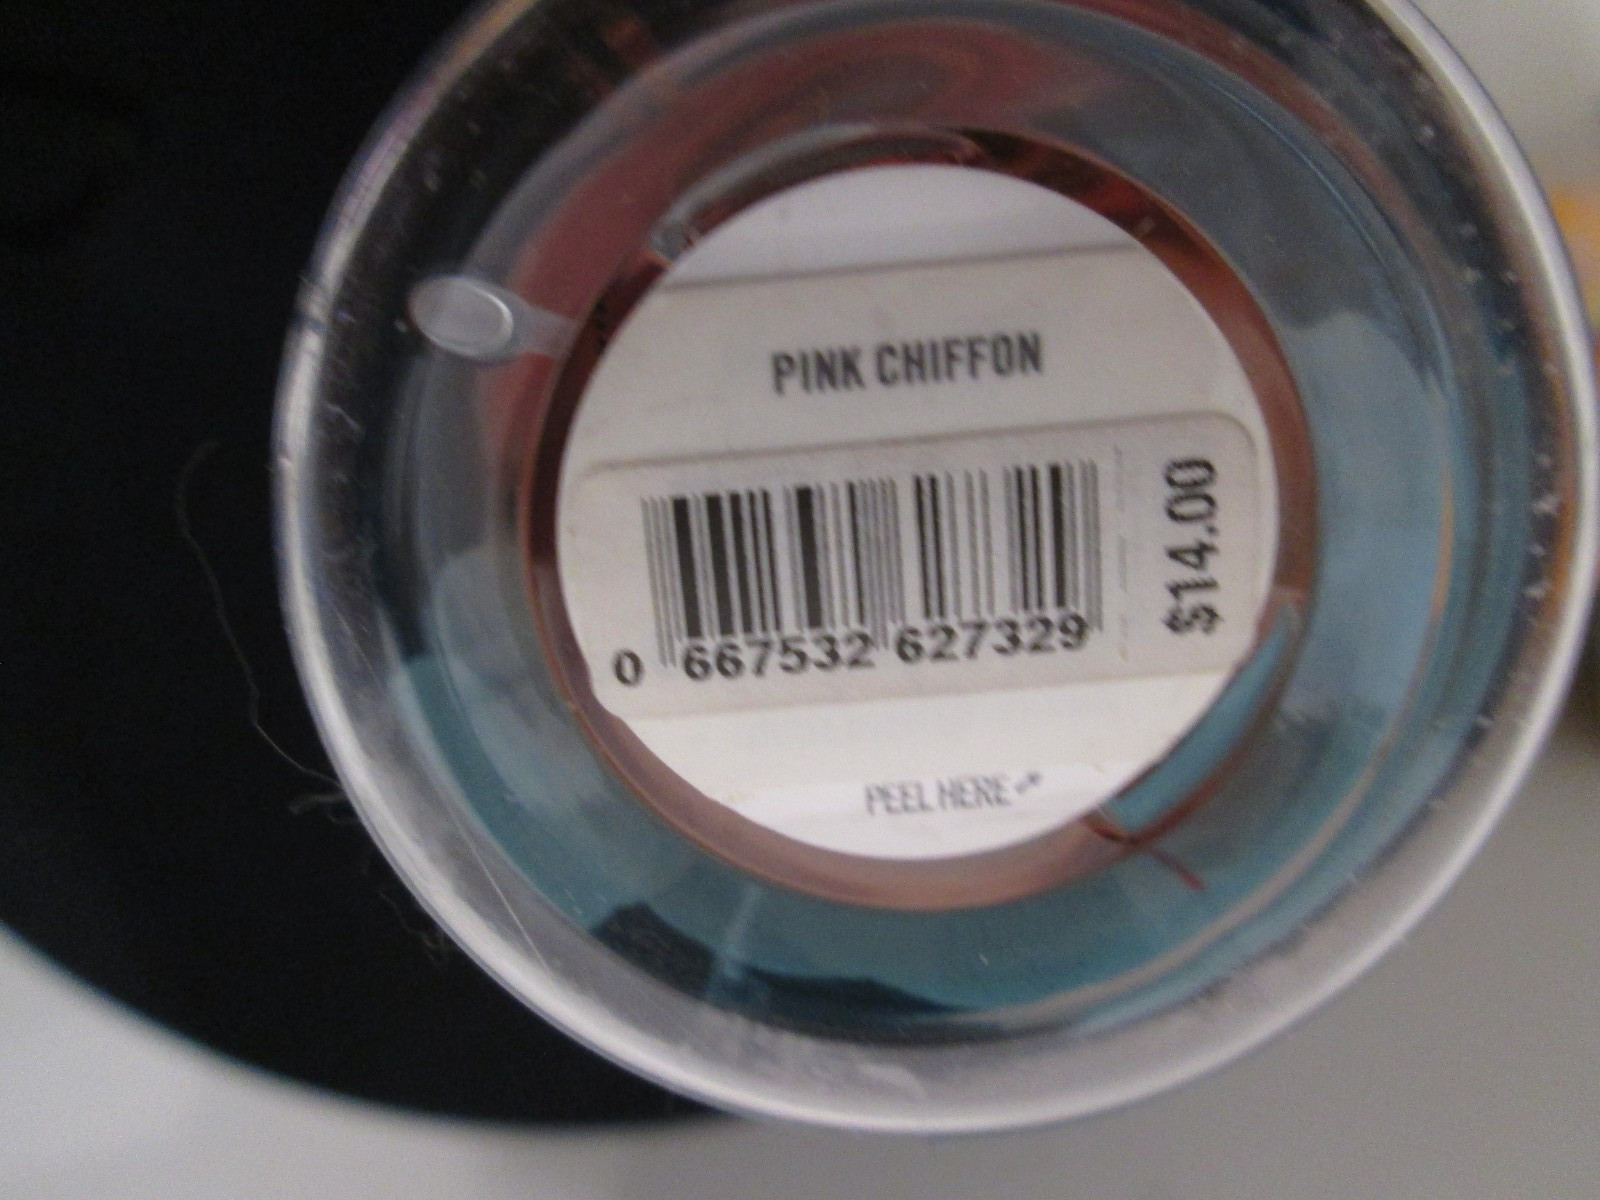 PINK CHIFFON
0 667532 627329
$14.00
PEEL HERE